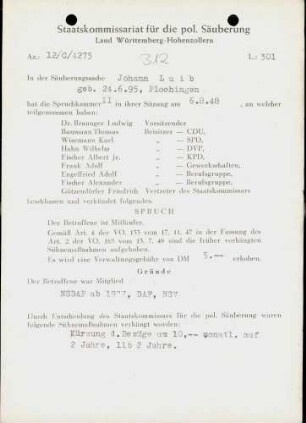 Staatskommissariat für die pol. Säuberung
Land Württemberg-Hohenzollern
Az.: 12/G/4275
312
L.: 301
In der Säuberungssache Johann Luib
geb. 24.6.95, Plochingen
hat die Spruchkammer II in ihrer Sitzung am 6.8.48, an welcher
teilgenommen haben:
Dr. Ludwig Vorsitzender
Baumann Thomas Beisitzer — CDU,
Wissmann Karl „ — SPD,
Hahn Wilhelm „ — DVP,
Fischer Albert jr. „ — KPD,
Frank Adolf „ — Gewerkschaften,
Engelfried Adolf „ — Berufsgruppe,
Fischer Alexander „ — Berufsgruppe,
Götzendörfer Friedrich Vertreter des Staatskommissars
beschlossen und verkündet folgenden
SPRUCH
Der Betroffene ist Mitläufer.
Gemäß Art. 4 der VO. 133 vom 17. 11. 47 in der Fassung des
Art. 2 der VO. 165 vom 13. 7. 48 sind die früher verhängten
Sühnemaßnahmen abgegolten.
Es wird eine Verwaltungsgebühr von DM 5.-- erhoben.
Gründe
Der Betroffene war Mitglied
NSDAP ab DAF, NSV
Durch Entscheidung des Staatskommissars für die pol. Säuberung waren
folgende Sühnemaßnahmen verhängt worden:
Kürzung d. Bezüge um 10,-- monatl. auf
2 Jahre, 2 Jahre.